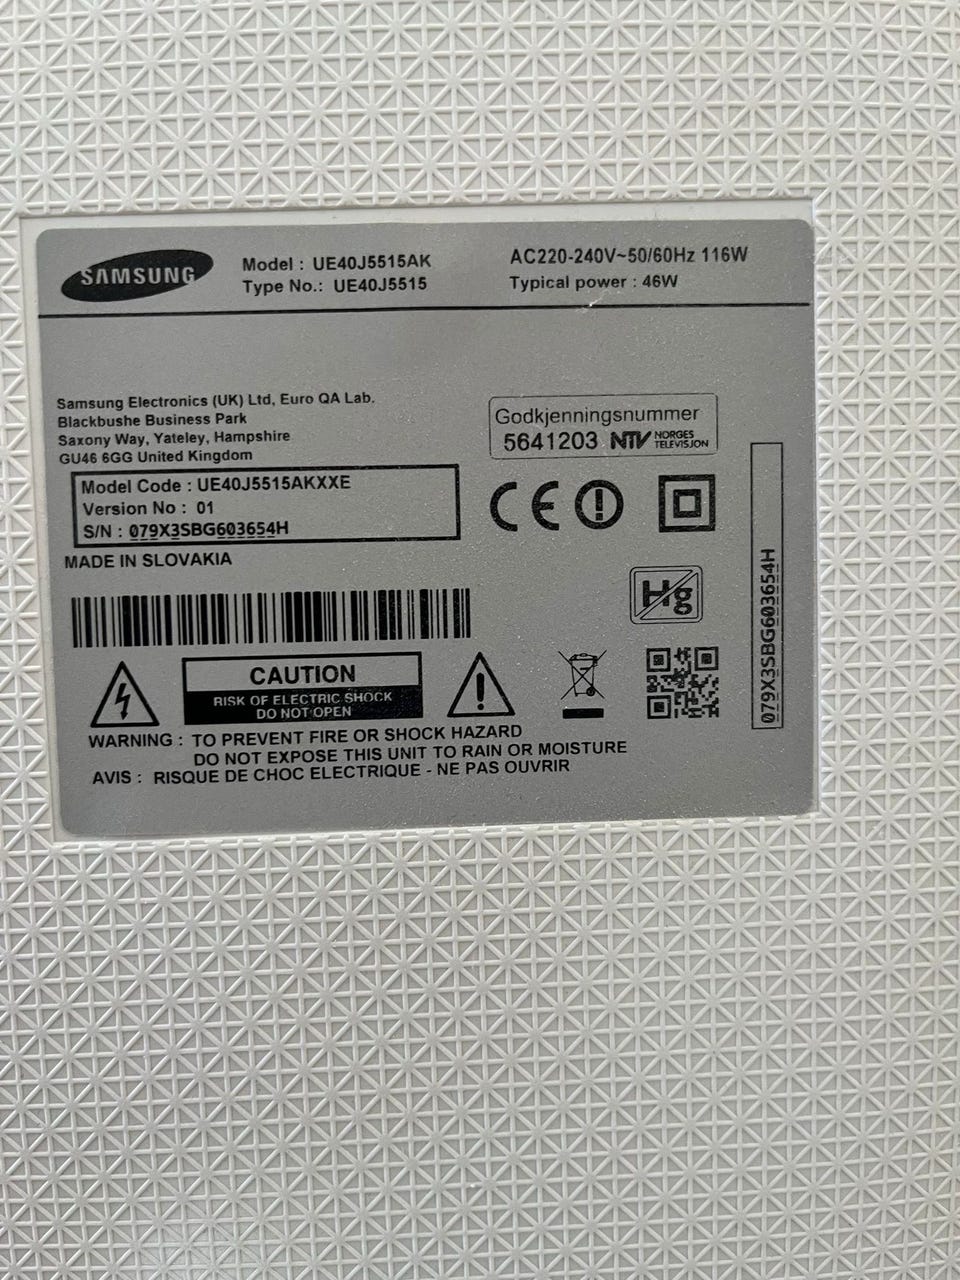 SAMSUNG
Model : UE40J5515AK
Type No.: UE40J5515
AC220-240V~50/60Hz 116W
Typical power : 46W
Samsung Electronics (UK) Ltd, Euro QA Lab.
Blackbushe Business Park
Saxony Way, Yateley, Hampshire
GU46 6GG United Kingdom
Godkjenningsnummer
5641203 NTV NORGES
TELEVISJON
Model Code : UE40J5515AKXXE
Version No : 01
S/N : 079X3SBG603654H
CE
MADE IN SLOVAKIA
Hg
079X3SBG603654H
CAUTION
RISK OF ELECTRIC SHOCK
DO NOT OPEN
WARNING : TO PREVENT FIRE OR SHOCK HAZARD
DO NOT EXPOSE THIS UNIT TO RAIN OR MOISTURE
AVIS : RISQUE DE CHOC ELECTRIQUE - NE PAS OUVRIR